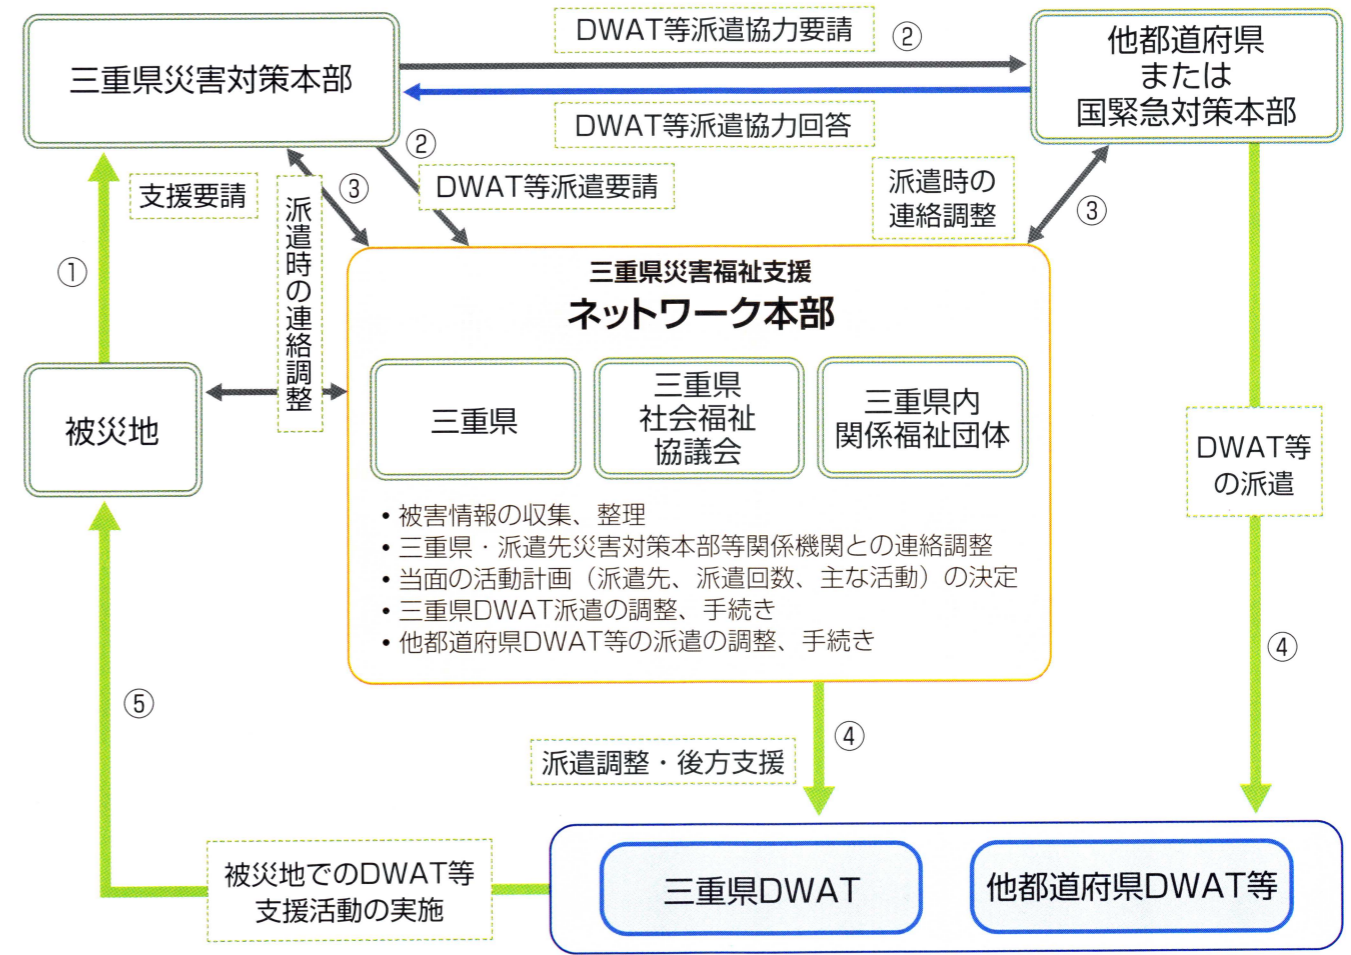 三重県災害対策本部
DWAT等派遣協力要請
②
他都道府県
または
国緊急対策本部
DWAT等派遣協力回答
②
DWAT等派遣要請
支援要請
③
派遣時の連絡調整
派遣時の
連絡調整
③
①
三重県災害福祉支援
ネットワーク本部
被災地
三重県
三重県
社会福祉
協議会
三重県内
関係福祉団体
DWAT等
の派遣
•被害情報の収集、整理
•三重県・派遣先災害対策本部等関係機関との連絡調整
•当面の活動計画（派遣先、派遣回数、主な活動）の決定
•三重県DWAT派遣の調整、手続き
•他都道府県DWAT等の派遣の調整、手続き
④
⑤
④
派遣調整・後方支援
被災地でのDWAT等
支援活動の実施
三重県DWAT
他都道府県DWAT等